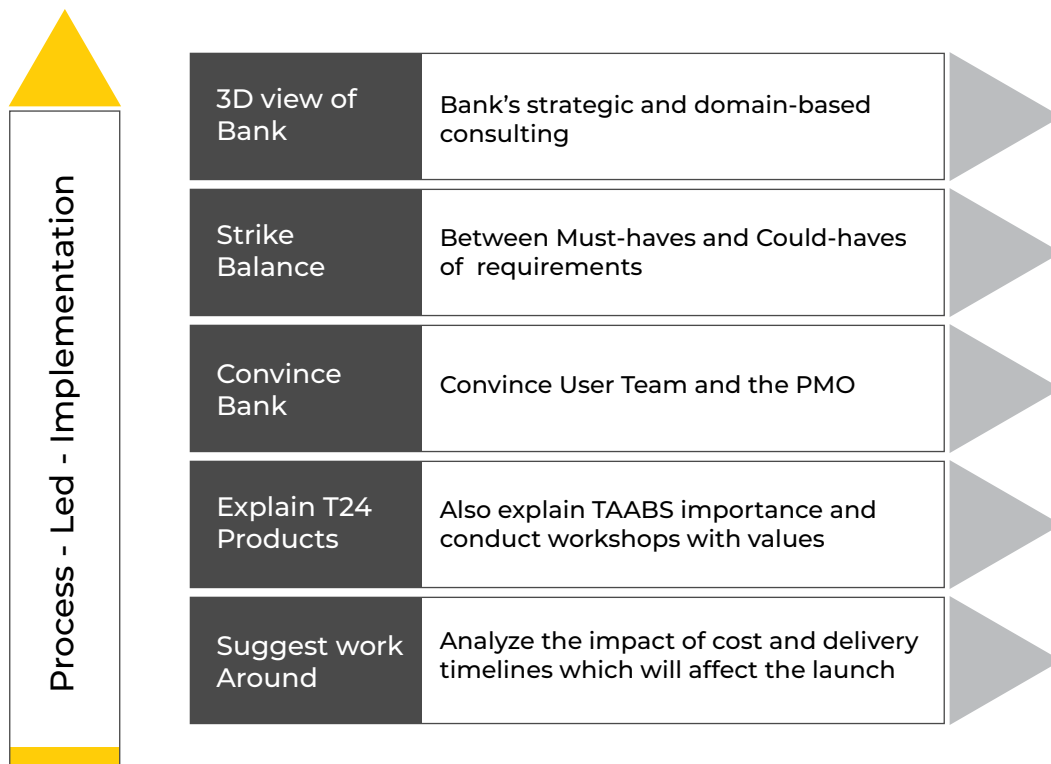 Process - Led - Implementation
3D view of
Bank
Bank’s strategic and domain-based
consulting
Strike
Balance
Between Must-haves and Could-haves
of  requirements
Convince
Bank
Convince User Team and the PMO
Explain T24
Products
Also explain TAABS importance and
conduct workshops with values
Suggest work
Around
Analyze the impact of cost and delivery
timelines which will affect the launch